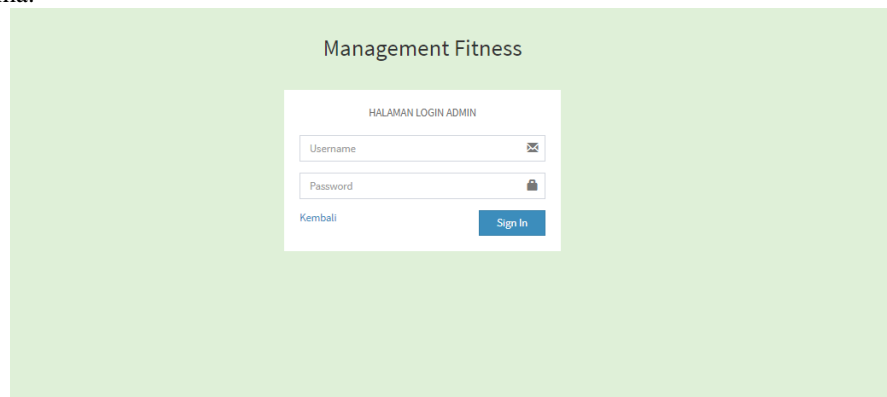 Management Fitness
HALAMAN LOGIN ADMIN
Username
Password
Kembali
Sign In